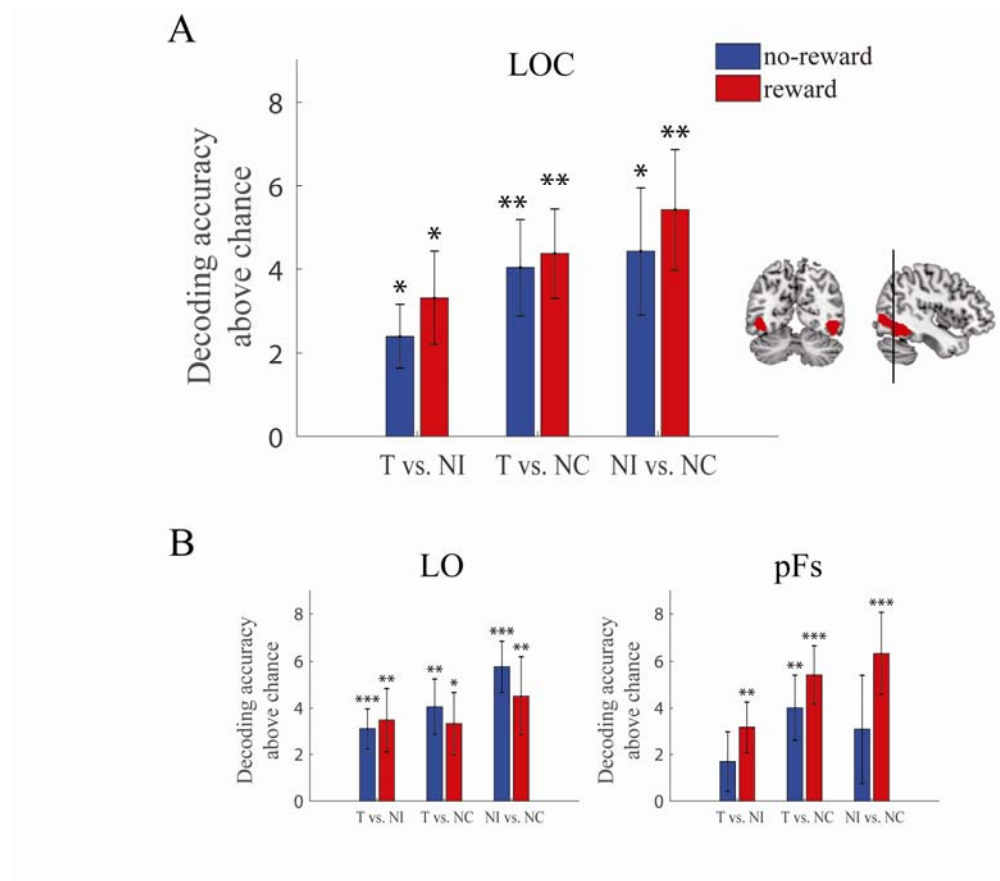 A
LOC
no-reward
reward
Decoding accuracy
above chance
8
6
4
2
0
*
*
**
**
*
**
T vs. NI
T vs. NC
NI vs. NC
B
LO
Decoding accuracy
above chance
8
6
4
2
0
***
**
**
*
***
**
T vs. NI
T vs. NC
NI vs. NC
pFs
Decoding accuracy
above chance
8
6
4
2
0
**
**
***
***
T vs. NI
T vs. NC
NI vs. NC